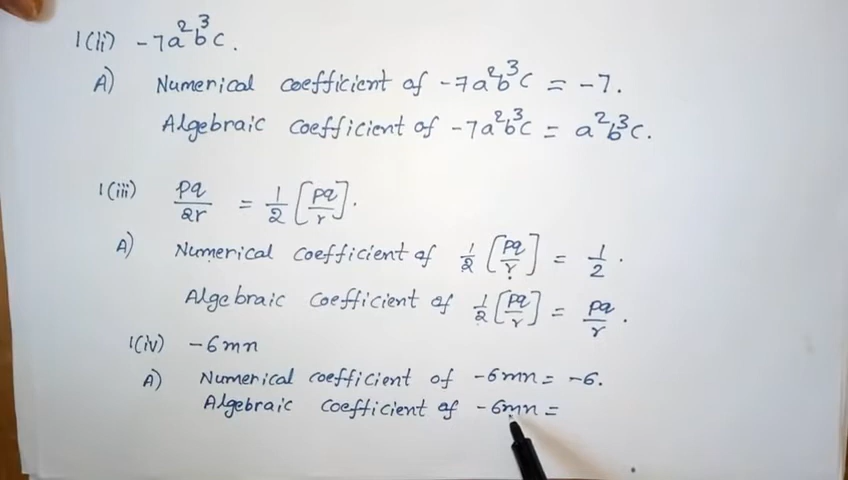 1(ii) -7a²b³c.
A) Numerical coefficient of -7a²b³c = -7.
Algebraic coefficient of -7a²b³c = a²b³c.
1(iii) pq/2r = 1/2 [pq/r].
A) Numerical coefficient of 1/2 [pq/r] = 1/2.
Algebraic coefficient of 1/2 [pq/r] = pq/r.
1(iv) -6mn
A) Numerical coefficient of -6mn = -6.
Algebraic coefficient of -6mn =